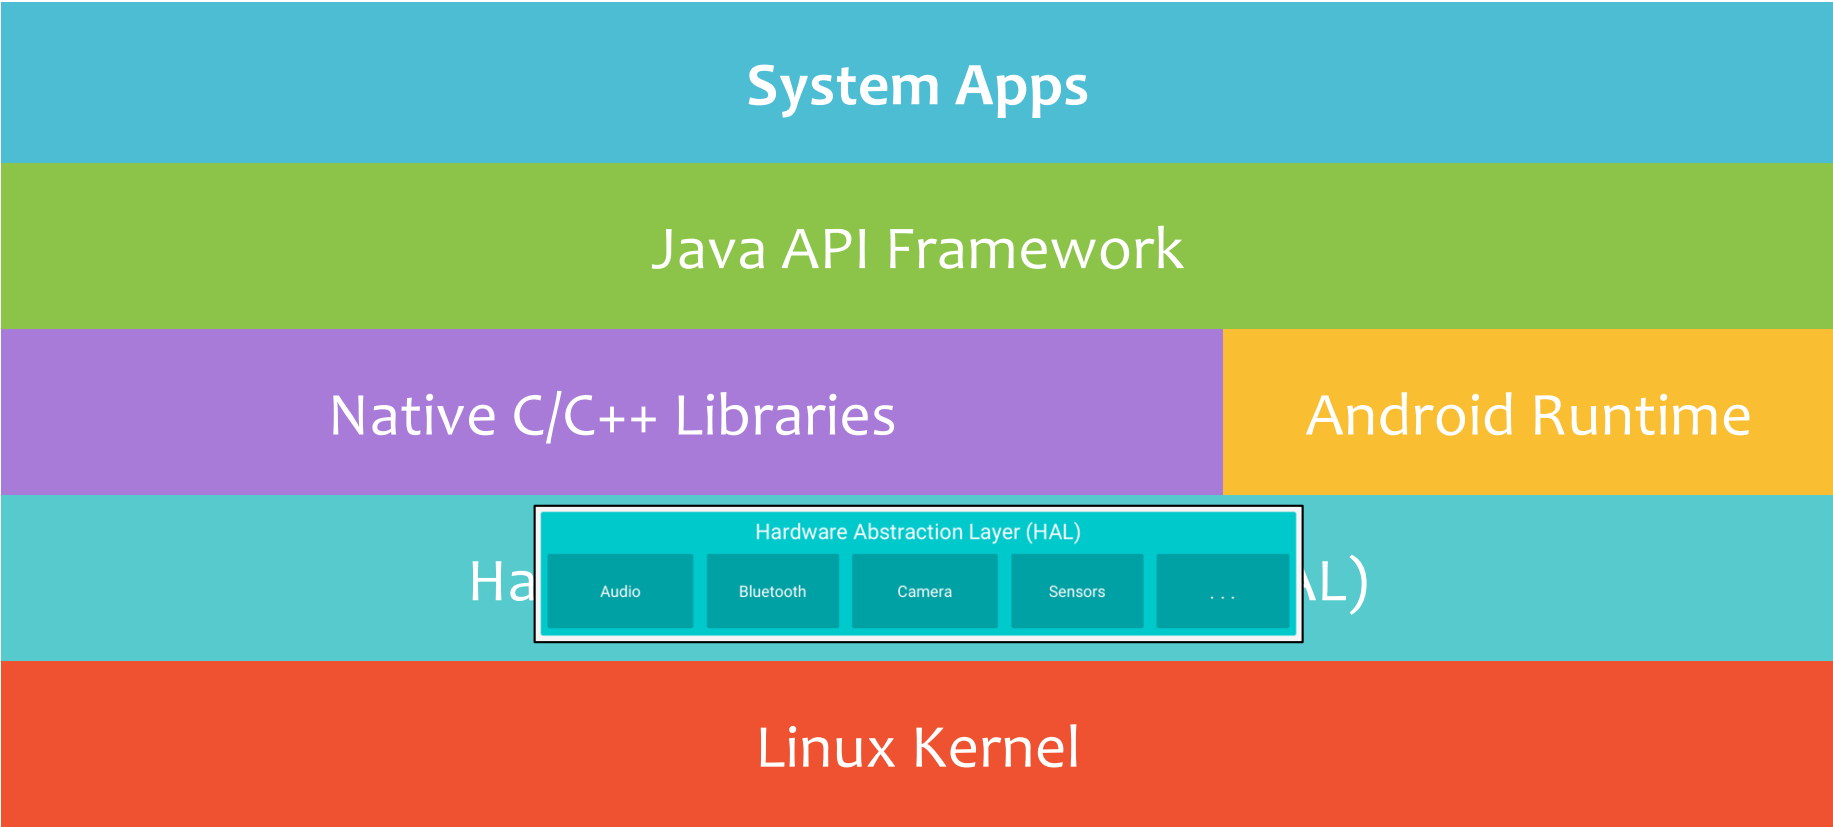 System Apps
Java API Framework
Native C/C++ Libraries
Android Runtime
Hardware Abstraction Layer (HAL)
Ha
AL)
Audio
Bluetooth
Camera
Sensors
. . .
Linux Kernel